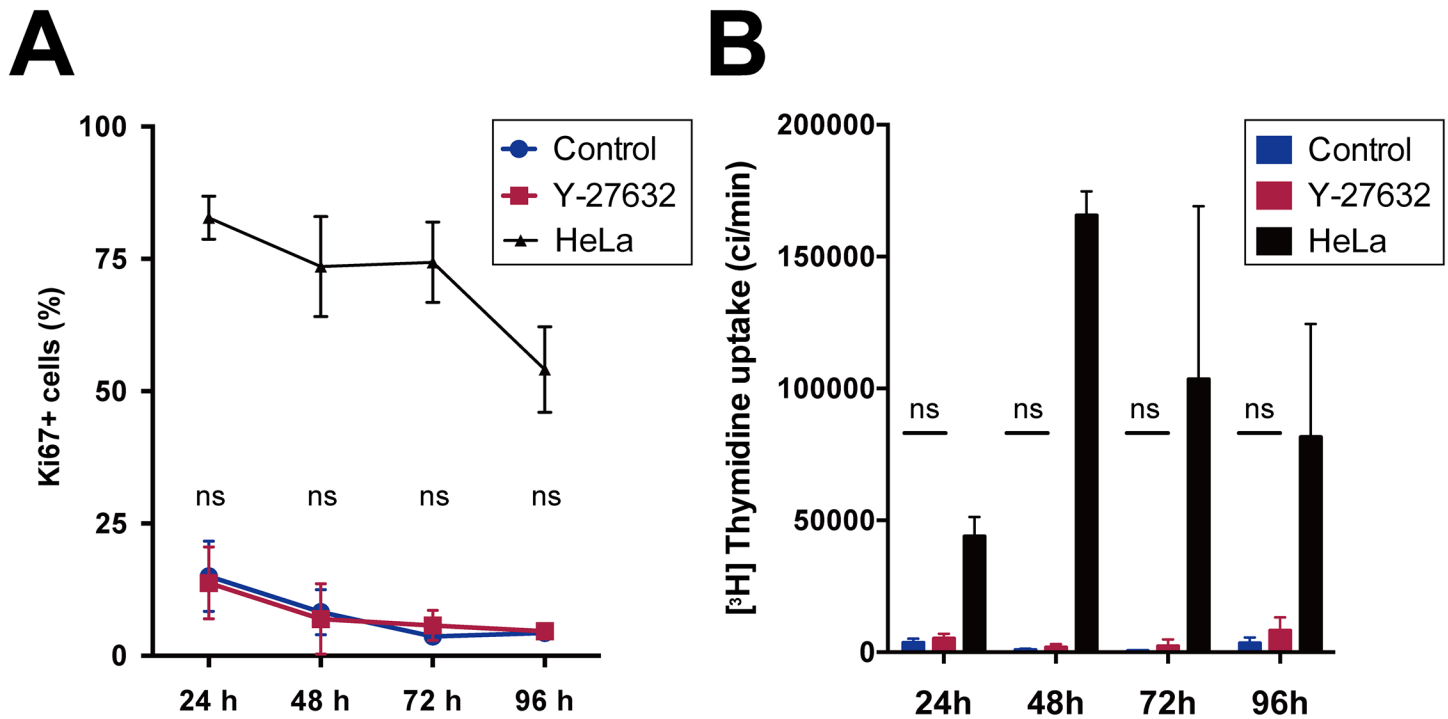 A
Ki67+ cells (%)
100
75
50
25
0
Control
Y-27632
HeLa
ns ns ns ns
24 h 48 h 72 h 96 h
B
[³H] Thymidine uptake (ci/min)
200000
150000
100000
50000
0
Control
Y-27632
HeLa
ns ns ns ns
24h 48h 72h 96h